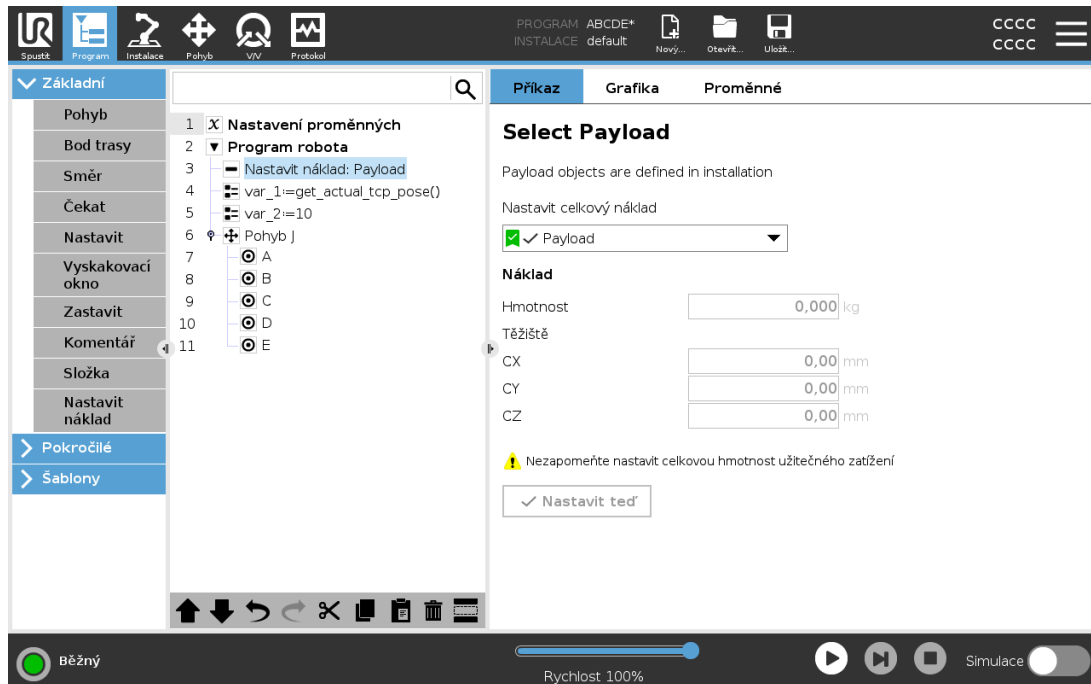 UR
Spustit
Program
Instalace
Pohyb
V/V
Protokol
PROGRAM ABCDE*
INSTALACE default
Nový...
Otevřít...
Uložit...
CCCC
CCCC
Základní
Pohyb
Bod trasy
Směr
Čekat
Nastavit
Vyskakovací
okno
Zastavit
Komentář
Složka
Nastavit
náklad
Pokročilé
Šablony
1 X Nastavení proměnných
2 Program robota
3 Nastavit náklad: Payload
4 var_1:=get_actual_tcp_pose()
5 var_2:=10
6 Pohyb J
7 A
8 B
9 C
10 D
11 E
Příkaz Grafika Proměnné
Select Payload
Payload objects are defined in installation
Nastavit celkový náklad
Payload
Náklad
Hmotnost 0,000 kg
Těžiště
CX 0,00 mm
CY 0,00 mm
CZ 0,00 mm
Nezapomeňte nastavit celkovou hmotnost užitečného zatížení
Nastavit teď
Běžný
Rychlost 100%
Simulace